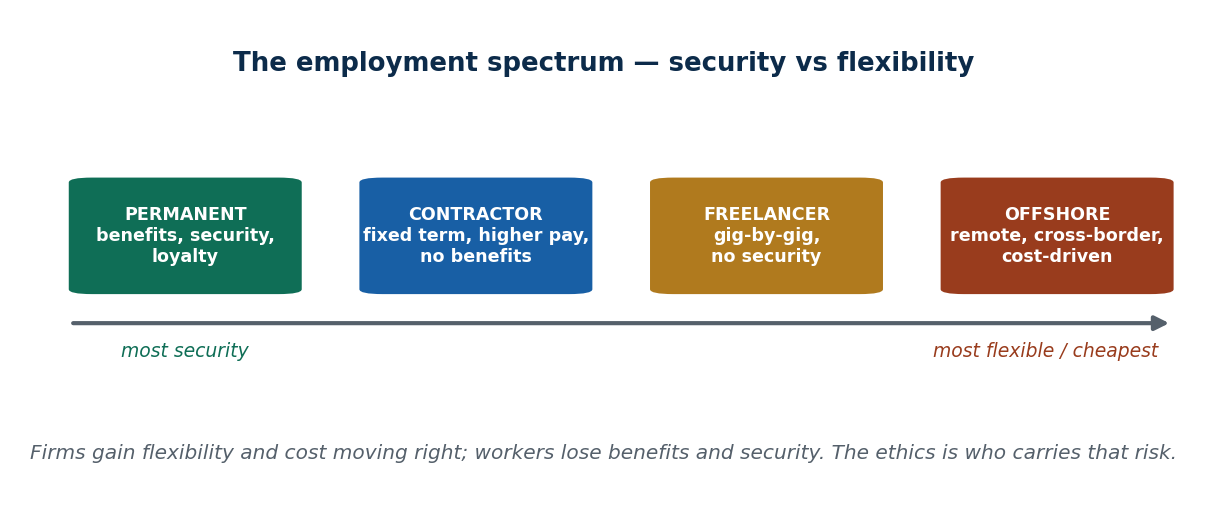 The employment spectrum — security vs flexibility
PERMANENT
benefits, security,
loyalty
CONTRACTOR
fixed term, higher pay,
no benefits
FREELANCER
gig-by-gig,
no security
OFFSHORE
remote, cross-border,
cost-driven
most security
most flexible / cheapest
Firms gain flexibility and cost moving right; workers lose benefits and security. The ethics is who carries that risk.